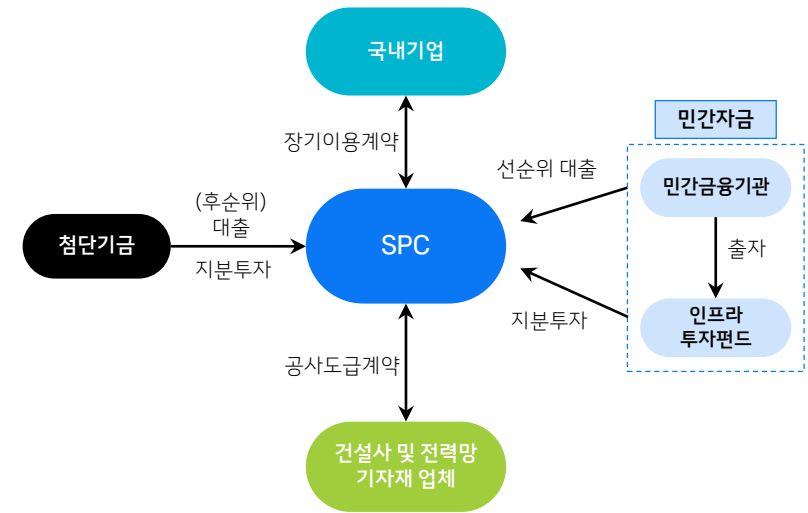 국내기업
장기이용계약
민간자금
선순위 대출
민간금융기관
(후순위)
대출
첨단기금
지분투자
SPC
출자
지분투자
인프라
투자펀드
공사도급계약
건설사 및 전력망
기자재 업체